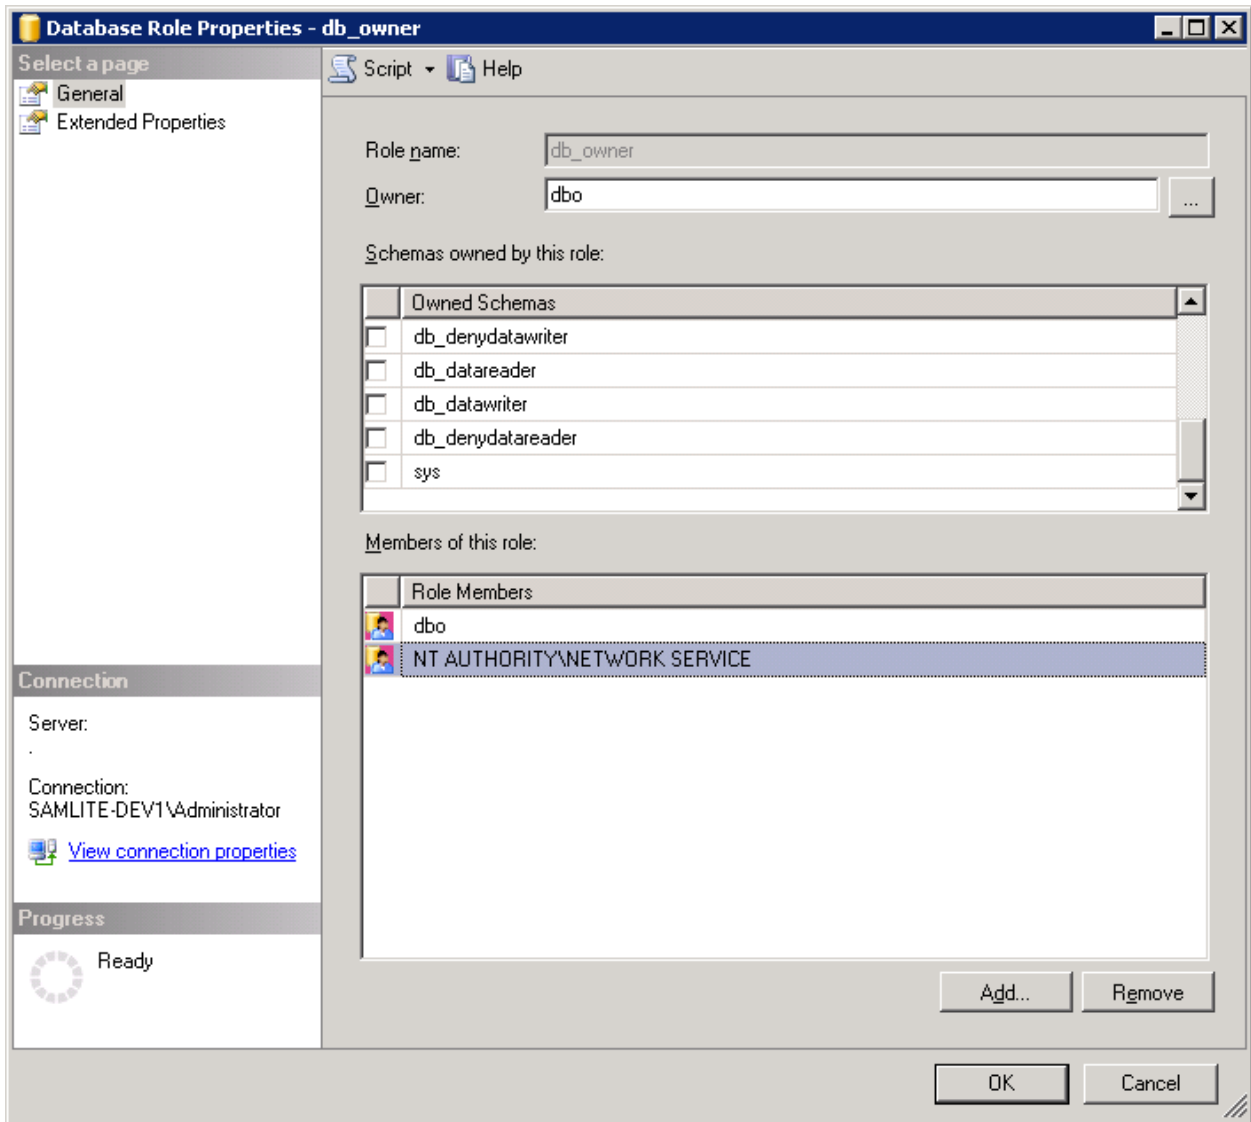 Database Role Properties - db_owner
Select a page
General
Extended Properties
Script
Help
Role name:
db_owner
Owner:
dbo
...
Schemas owned by this role:
Owned Schemas
db_denydatawriter
db_datareader
db_datawriter
db_denydatareader
sys
Members of this role:
Role Members
dbo
NT AUTHORITY\NETWORK SERVICE
Connection
Server:
.
Connection:
SAMLITE-DEV1\Administrator
View connection properties
Progress
Ready
Add...
Remove
OK
Cancel